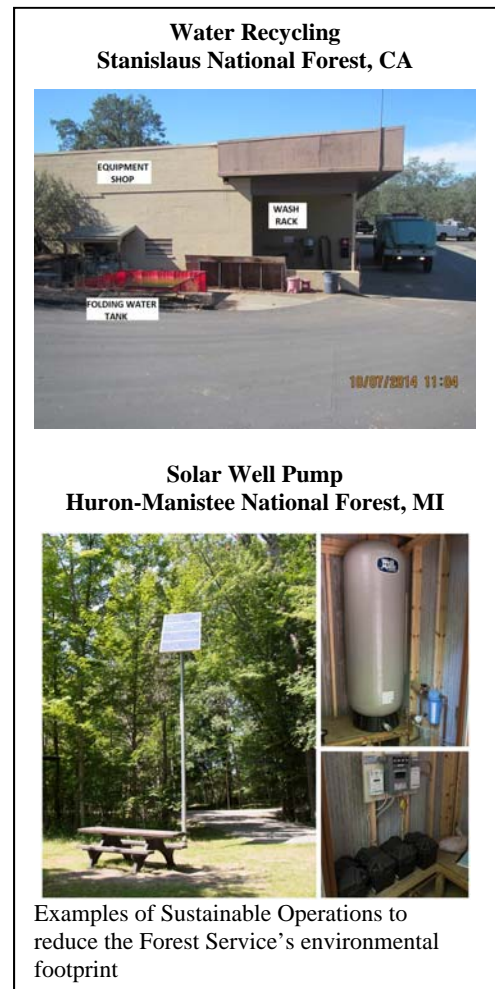 Water Recycling
Stanislaus National Forest, CA
EQUIPMENT
SHOP
WASH
RACK
FOLDING WATER
TANK
10/07/2014 11:04
Solar Well Pump
Huron-Manistee National Forest, MI
Examples of Sustainable Operations to
reduce the Forest Service’s environmental
footprint